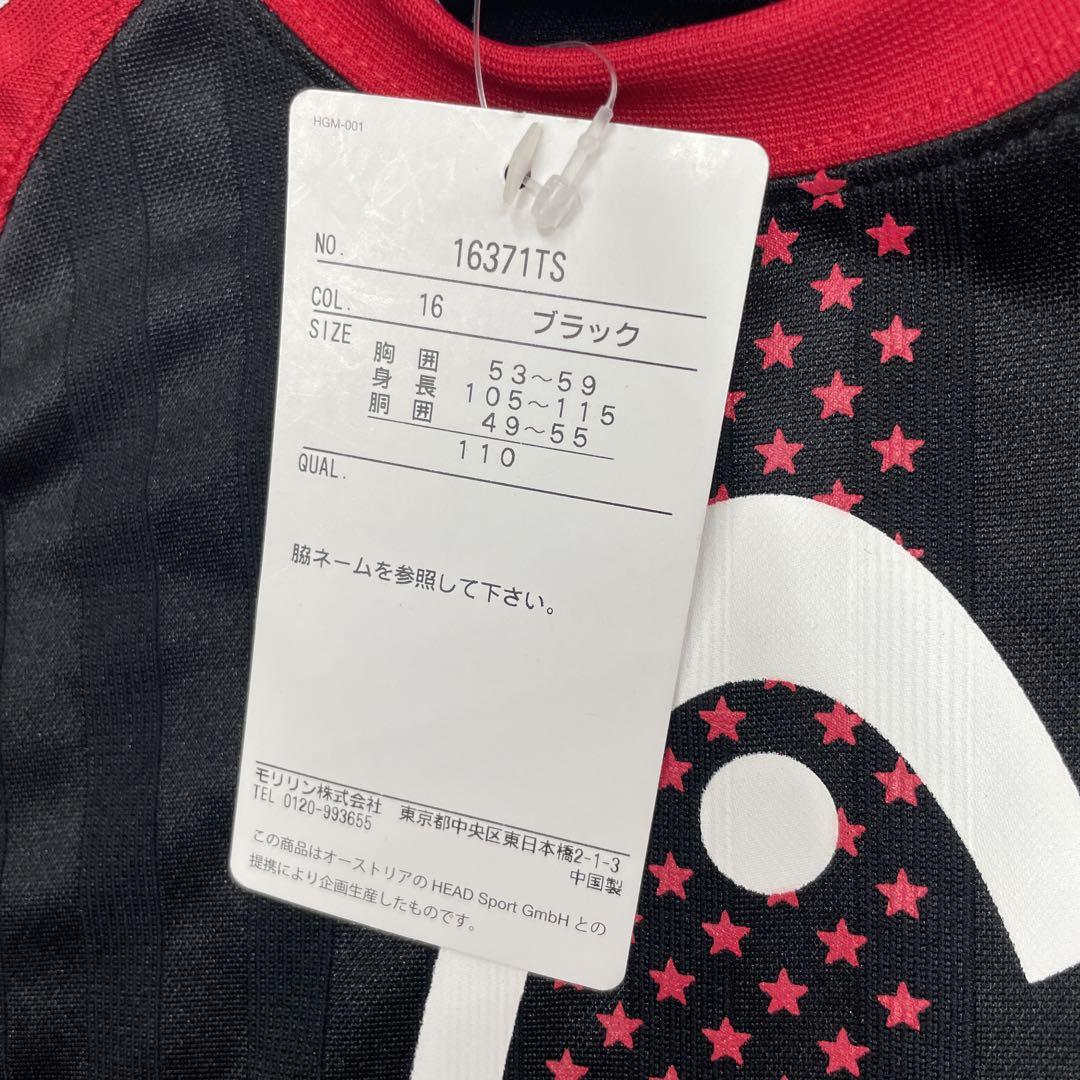 HGM-001
NO. 16371TS
COL. 16 ブラック
SIZE
胸囲 53～59
身長 105～115
胴囲 49～55
110
QUAL.
脇ネームを参照して下さい。
モリリン株式会社 東京都中央区東日本橋2-1-3
TEL 0120-993655 中国製
この商品はオーストリアの HEAD Sport GmbH との
提携により企画生産したものです。